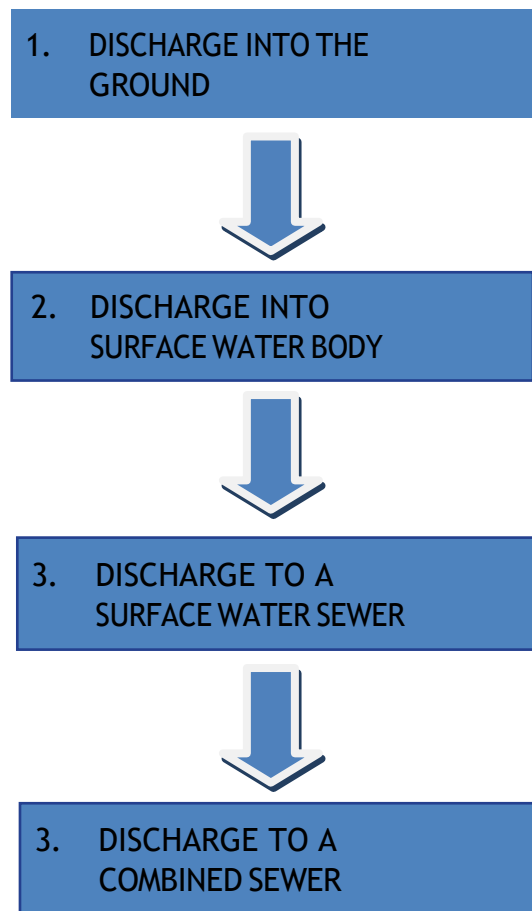 1. DISCHARGE INTO THE
GROUND
2. DISCHARGE INTO
SURFACE WATER BODY
3. DISCHARGE TO A
SURFACE WATER SEWER
3. DISCHARGE TO A
COMBINED SEWER